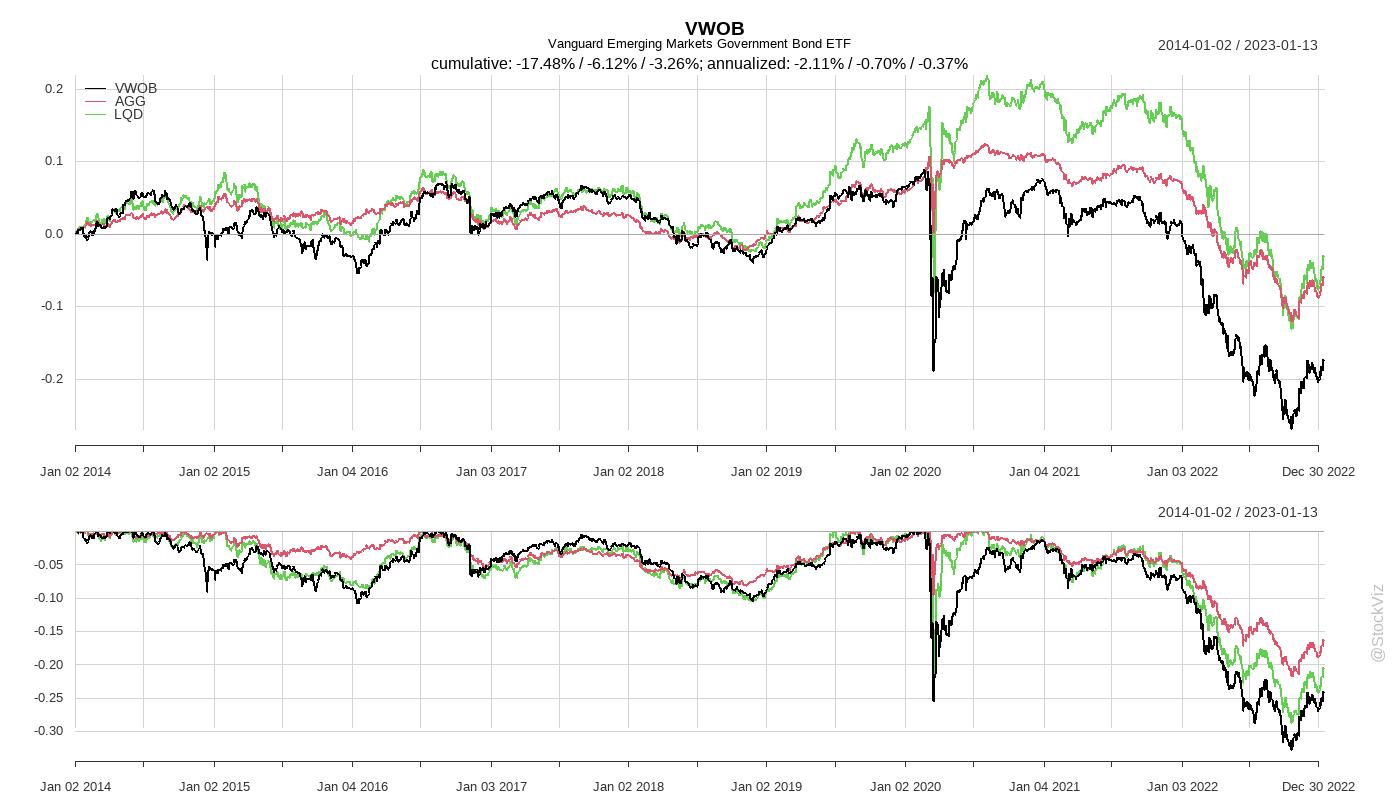 VWOB
Vanguard Emerging Markets Government Bond ETF
2014-01-02 / 2023-01-13
cumulative: -17.48% / -6.12% / -3.26%; annualized: -2.11% / -0.70% / -0.37%
VWOB
AGG
LQD
0.2
0.1
0.0
-0.1
-0.2
Jan 02 2014 Jan 02 2015 Jan 04 2016 Jan 03 2017 Jan 02 2018 Jan 02 2019 Jan 02 2020 Jan 04 2021 Jan 03 2022 Dec 30 2022
2014-01-02 / 2023-01-13
-0.05
-0.10
-0.15
-0.20
-0.25
-0.30
Jan 02 2014 Jan 02 2015 Jan 04 2016 Jan 03 2017 Jan 02 2018 Jan 02 2019 Jan 02 2020 Jan 04 2021 Jan 03 2022 Dec 30 2022
@StockViz